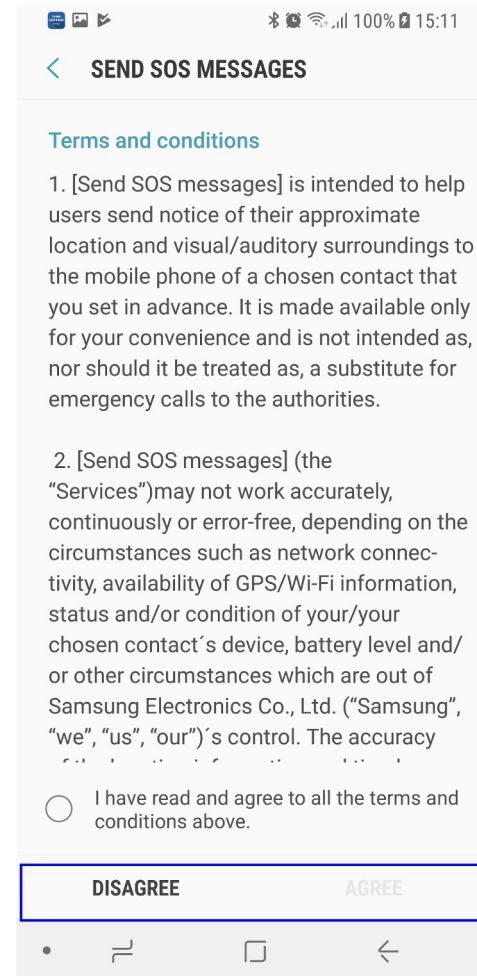 100% 15:11
SEND SOS MESSAGES
Terms and conditions
1. [Send SOS messages] is intended to help
users send notice of their approximate
location and visual/auditory surroundings to
the mobile phone of a chosen contact that
you set in advance. It is made available only
for your convenience and is not intended as,
nor should it be treated as, a substitute for
emergency calls to the authorities.
2. [Send SOS messages] (the
“Services”)may not work accurately,
continuously or error-free, depending on the
circumstances such as network connec-
tivity, availability of GPS/Wi-Fi information,
status and/or condition of your/your
chosen contact´s device, battery level and/
or other circumstances which are out of
Samsung Electronics Co., Ltd. (“Samsung”,
“we”, “us”, “our”)´s control. The accuracy
I have read and agree to all the terms and
conditions above.
DISAGREE AGREE